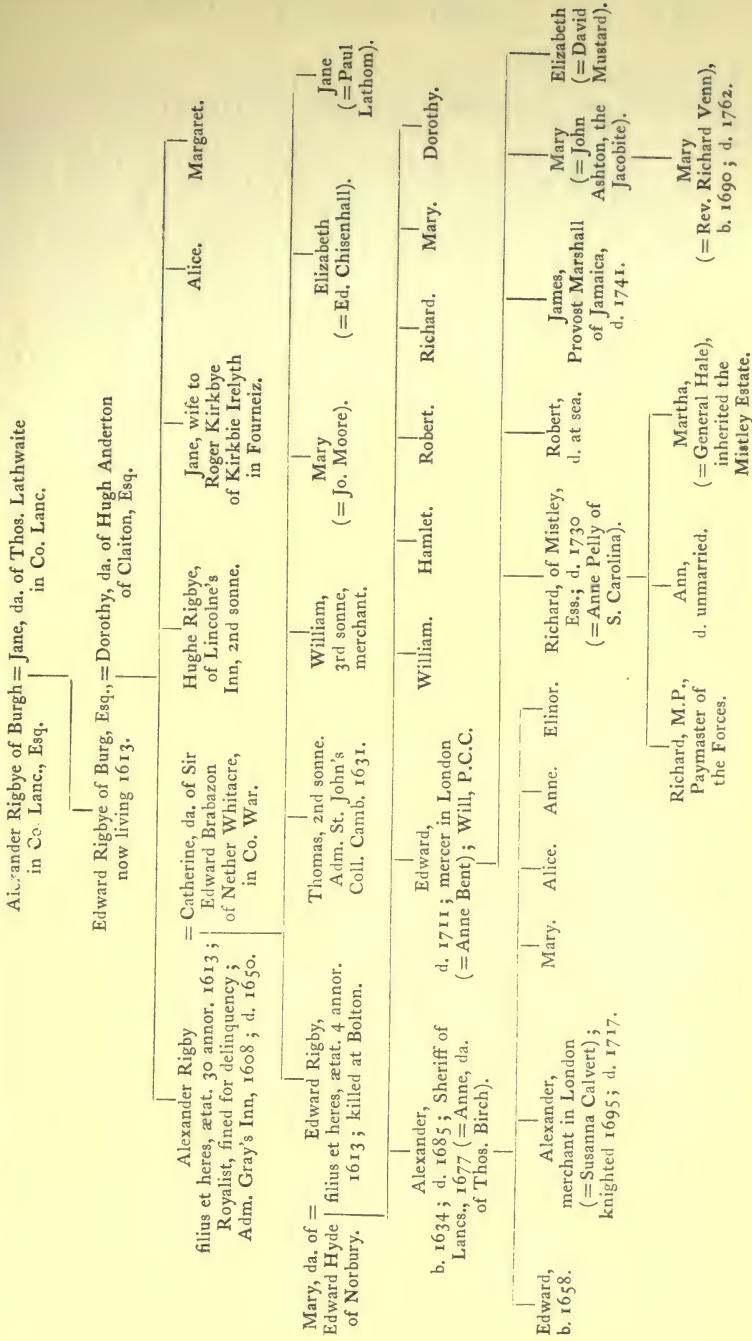 Alexander Rigbye of Burgh = Jane, da. of Thos. Lathwaite
in Co. Lanc., Esq.
in Co. Lanc.
Edward Rigbye of Burg, Esq., = Dorothy, da. of Hugh Anderton
now living 1613.
of Claiton, Esq.
Alexander Rigby
filius et heres, ætat. 30 annor. 1613;
Royalist, fined for delinquency;
Adm. Gray's Inn, 1608; d. 1650.
= Catherine, da. of Sir
Edward Brabazon
of Nether Whitacre,
in Co. War.
Hughe Rigbye,
of Lincolne's
Inn, 2nd sonne.
Jane, wife to
Roger Kirkbye
of Kirkbie Irelyth
in Fourneiz.
Alice.
Margaret.
Mary, da. of =
Edward Hyde
of Norbury.
Edward Rigby,
filius et heres, ætat. 4 annor.
1613; killed at Bolton.
Thomas, 2nd sonne.
Adm. St. John's
Coll. Camb. 1631.
William,
3rd sonne,
merchant.
Mary
(= Jo. Moore).
Elizabeth
(= Ed. Chisenhall).
Jane
(= Paul
Lathom).
Alexander,
b. 1634; d. 1685; Sheriff of
Lancs., 1677 (= Anne, da.
of Thos. Birch).
Edward,
d. 1711; mercer in London
(= Anne Bent); Will, P.C.C.
William.
Hamlet.
Robert.
Richard.
Mary.
Dorothy.
Edward,
b. 1658.
Alexander,
merchant in London
(= Susanna Calvert);
knighted 1695; d. 1717.
Mary.
Alice.
Anne.
Elinor.
Richard, of Mistley,
Ess.; d. 1730
(= Anne Pelly of
S. Carolina).
Robert,
d. at sea.
James,
Provost Marshall
of Jamaica,
d. 1741.
Mary
(= John
Ashton, the
Jacobite).
Elizabeth
(= David
Mustard).
Richard, M.P.,
Paymaster of
the Forces.
Ann,
d. unmarried.
Martha,
(= General Hale),
inherited the
Mistley Estate.
Mary
(= Rev. Richard Venn),
b. 1690; d. 1762.